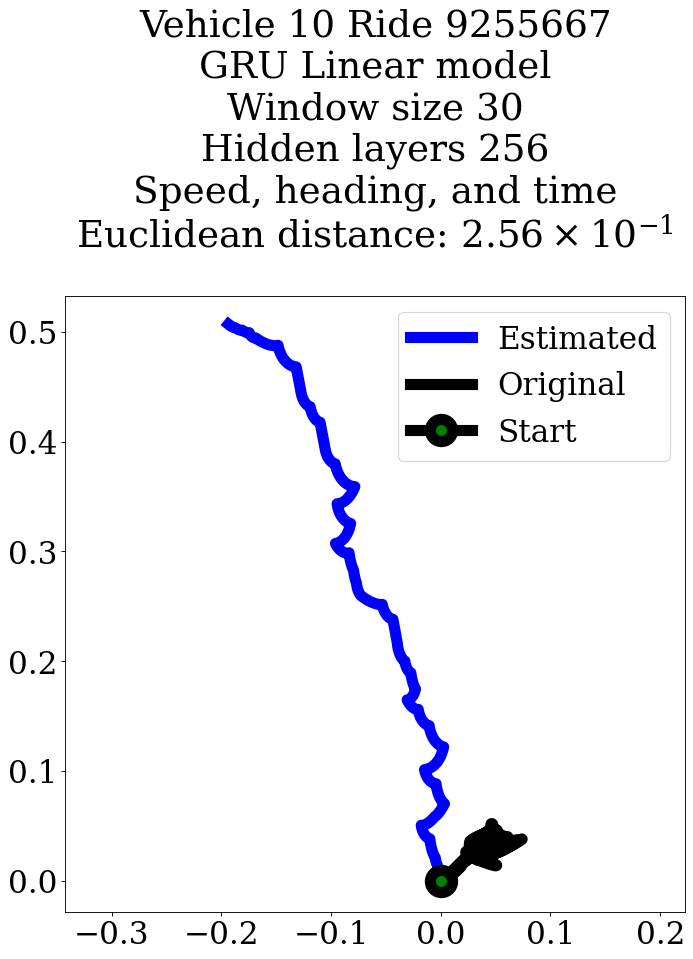 Vehicle 10 Ride 9255667
GRU Linear model
Window size 30
Hidden layers 256
Speed, heading, and time
Euclidean distance: 2.56 × 10⁻¹
Estimated
Original
Start
0.5
0.4
0.3
0.2
0.1
0.0
−0.3 −0.2 −0.1 0.0 0.1 0.2